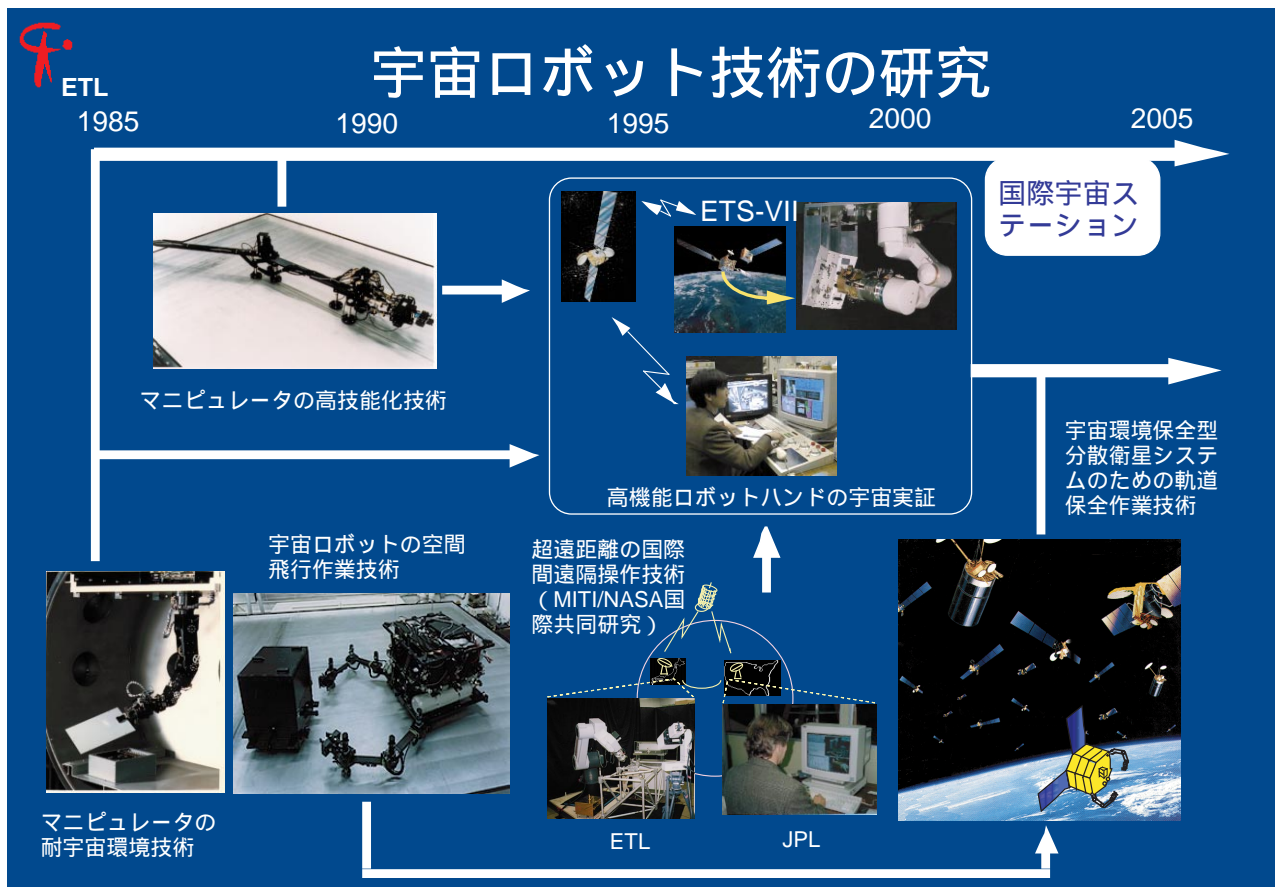 ETL
宇宙ロボット技術の研究
1985
1990
1995
2000
2005
国際宇宙ス
テーション
ETS-VII
マニピュレータの高技能化技術
高機能ロボットハンドの宇宙実証
宇宙環境保全型
分散衛星システ
ムのための軌道
保全作業技術
宇宙ロボットの空間
飛行作業技術
超遠距離の国際
間遠隔操作技術
（MITI/NASA国
際共同研究）
マニピュレータの
耐宇宙環境技術
ETL
JPL